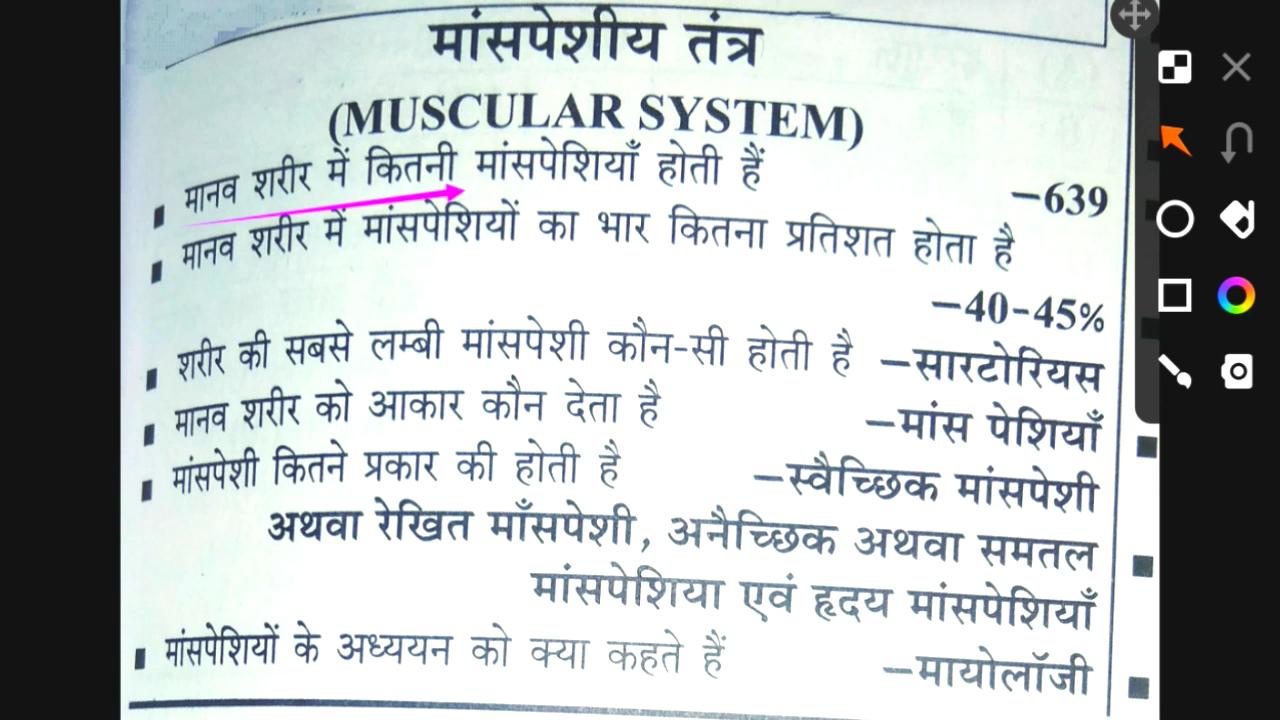 मांसपेशीय तंत्र
(MUSCULAR SYSTEM)
मानव शरीर में कितनी मांसपेशियाँ होती हैं –639
मानव शरीर में मांसपेशियों का भार कितना प्रतिशत होता है
–40-45%
शरीर की सबसे लम्बी मांसपेशी कौन-सी होती है –सारटोरियस
मानव शरीर को आकार कौन देता है –मांस पेशियाँ
मांसपेशी कितने प्रकार की होती है –स्वैच्छिक मांसपेशी
अथवा रेखित माँसपेशी, अनैच्छिक अथवा समतल
मांसपेशिया एवं हृदय मांसपेशियाँ
मांसपेशियों के अध्ययन को क्या कहते हैं –मायोलॉजी